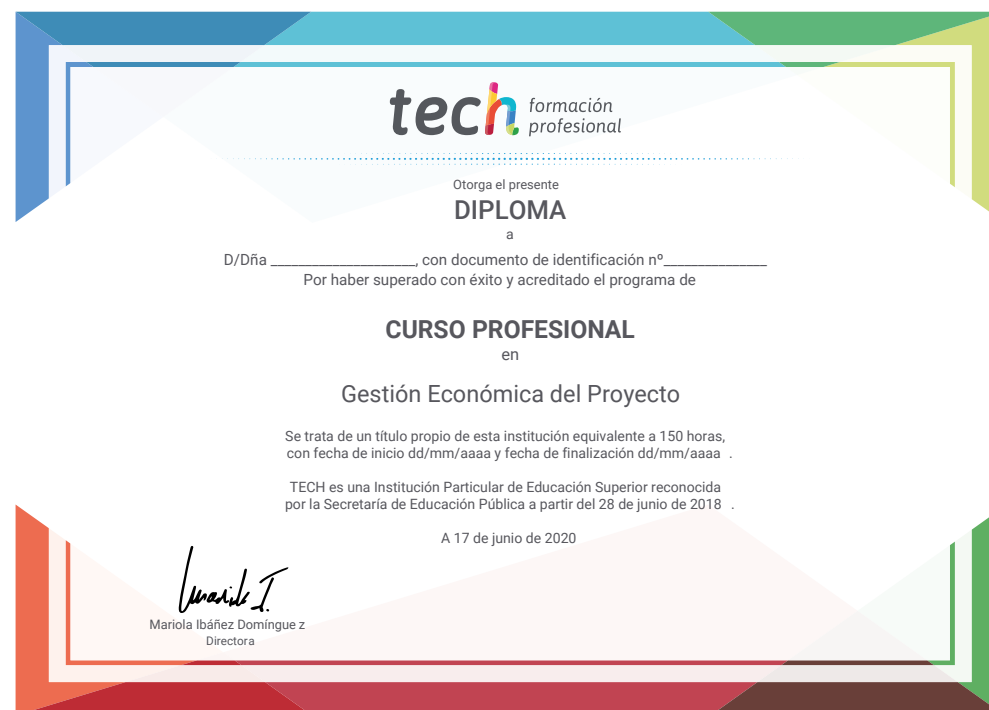 tech formación
profesional
Otorga el presente
DIPLOMA
a
D/Dña ___________________, con documento de identificación nº______________
Por haber superado con éxito y acreditado el programa de
CURSO PROFESIONAL
en
Gestión Económica del Proyecto
Se trata de un título propio de esta institución equivalente a 150 horas,
con fecha de inicio dd/mm/aaaa y fecha de finalización dd/mm/aaaa .
TECH es una Institución Particular de Educación Superior reconocida
por la Secretaría de Educación Pública a partir del 28 de junio de 2018 .
A 17 de junio de 2020
Mariola I.
Mariola Ibáñez Domíngue z
Directora